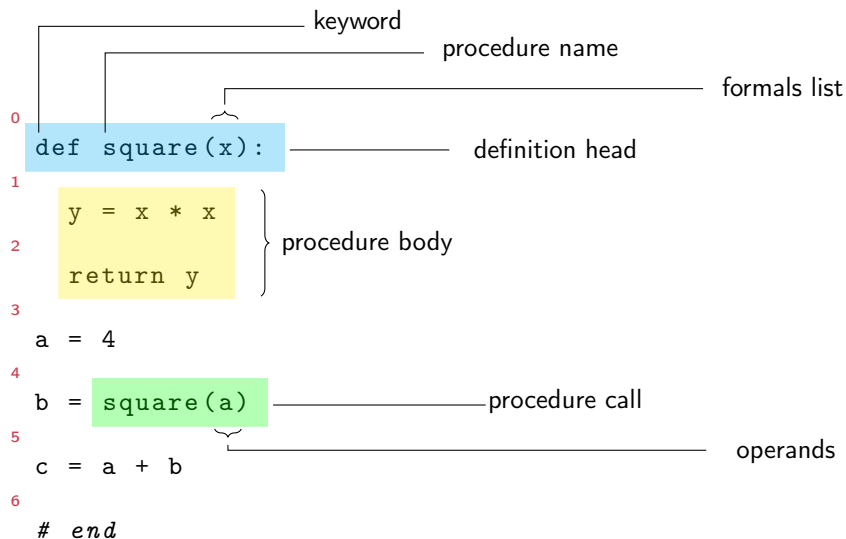 keyword
procedure name
formals list
0
def square(x):
definition head
1
y = x * x
procedure body
2
return y
3
a = 4
4
b = square(a)
procedure call
5
operands
c = a + b
6
# end